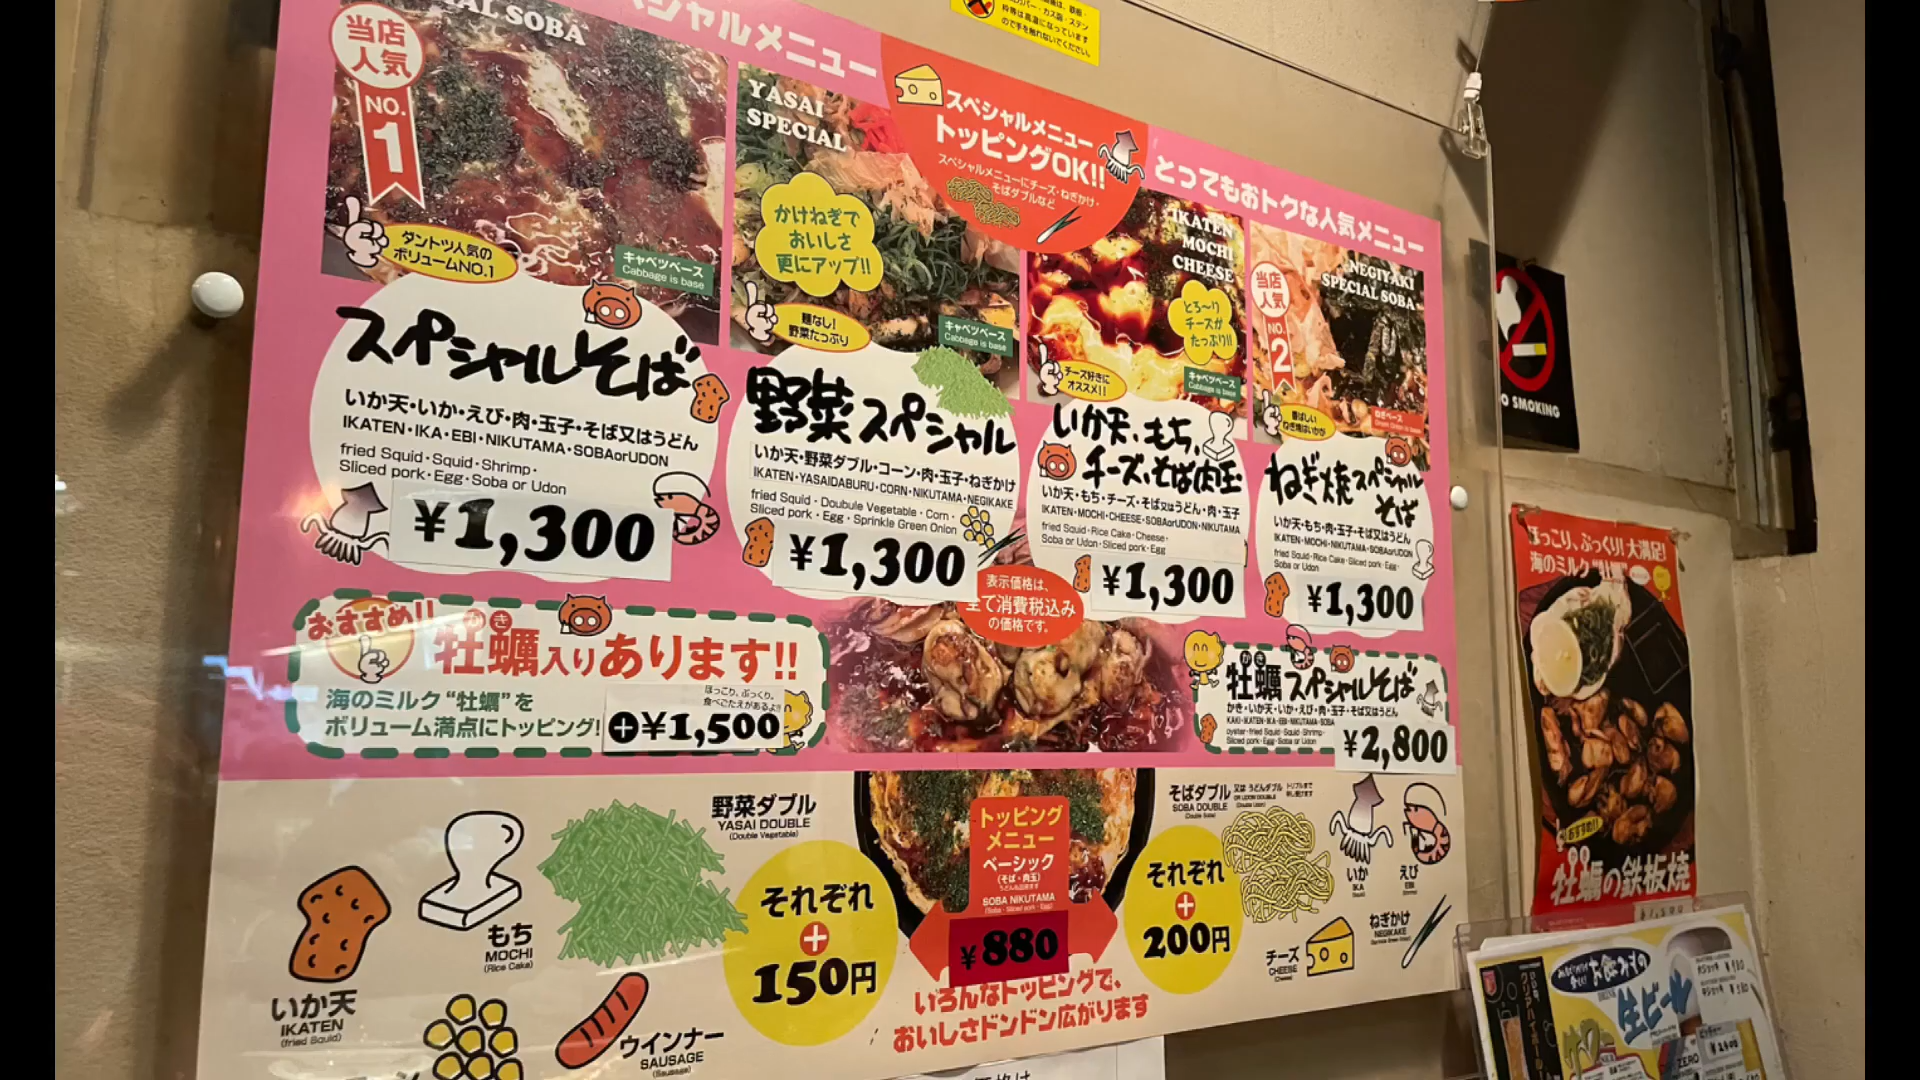 AL SOBA
シャルメニュー
当店
人気
NO.
1
ダントツ人気の
ボリュームNO.1
キャベツベース
Cabbage is base
スペシャルそば
いか天・いか・えび・肉・玉子・そば又はうどん
IKATEN・IKA・EBI・NIKUTAMA・SOBAorUDON
fried Squid・Squid・Shrimp・
Sliced pork・Egg・Soba or Udon
¥1,300
YASAI
SPECIAL
かけねぎで
おいしさ
更にアップ!!
麺なし!
野菜たっぷり
キャベツベース
Cabbage is base
野菜スペシャル
いか天・野菜ダブル・コーン・肉・玉子・ねぎかけ
IKATEN・YASAIDABURU・CORN・NIKUTAMA・NEGIKAKE
fried Squid・Doubule Vegetable・Corn・
Sliced pork・Egg・Sprinkle Green Onion
¥1,300
スペシャルメニュー
トッピングOK!!
スペシャルメニューにチーズ・ねぎかけ・
そばダブルなど
とってもおトクな人気メニュー
IKATEN
MOCHI
CHEESE
とろ〜り
チーズが
たっぷり!!
チーズ好きに
オススメ!!
キャベツベース
Cabbage is base
いか天、もち、
チーズ、そば肉玉
いか天・もち・チーズ・そば又はうどん・肉・玉子
IKATEN・MOCHI・CHEESE・SOBAorUDON・NIKUTAMA
fried Squid・Rice Cake・Cheese・
Soba or Udon・Sliced pork・Egg
¥1,300
NEGIYAKI
SPECIAL SOBA
当店
人気
NO.
2
香ばしい
ねぎ焼はいかが
ねぎベース
ねぎ焼スペシャル
そば
いか天・もち・肉・玉子・そば又はうどん
IKATEN・MOCHI・NIKUTAMA・SOBAorUDON
fried Squid・Rice Cake・Sliced pork・Egg・
Soba or Udon
¥1,300
表示価格は、
全て消費税込み
の価格です。
おすすめ!!
かき
牡蠣入りあります!!
海のミルク“牡蠣”を
ボリューム満点にトッピング!
ほっこり、ぷっくり。
食べごたえがあるよ!!
+¥1,500
かき
牡蠣スペシャルそば
かき・いか天・いか・えび・肉・玉子・そば又はうどん
KAKI・IKATEN・IKA・EBI・NIKUTAMA・SOBA
oyster・fried Squid・Squid・Shrimp・
Sliced pork・Egg・Soba or Udon
¥2,800
いか天
IKATEN
(fried Squid)
もち
MOCHI
(Rice Cake)
野菜ダブル
YASAI DOUBLE
(Double Vegetable)
ウインナー
SAUSAGE
(Sausage)
それぞれ
+
150円
トッピング
メニュー
ベーシック
(そば・肉玉)
SOBA NIKUTAMA
(Soba・Sliced pork・Egg)
¥880
いろんなトッピングで、
おいしさドンドン広がります
それぞれ
+
200円
そばダブル
SOBA DOUBLE
又は うどんダブル
OR UDON DOUBLE
いか
IKA
えび
EBI
チーズ
CHEESE
(Cheese)
ねぎかけ
NEGIKAKE
O SMOKING
ほっこり、ぷっくり!大満足!
海のミルク“牡蠣”
おすすめ!!
牡蠣の鉄板焼
生ビール
ZERO